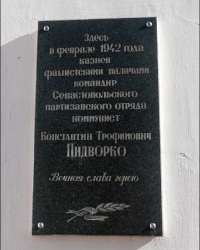 Здесь
в феврале 1942 года
казнен
фашистскими палачами
командир
Севастопольского
партизанского отряда
коммунист
Константин Трофимович
Пидворко
Вечная слава герою